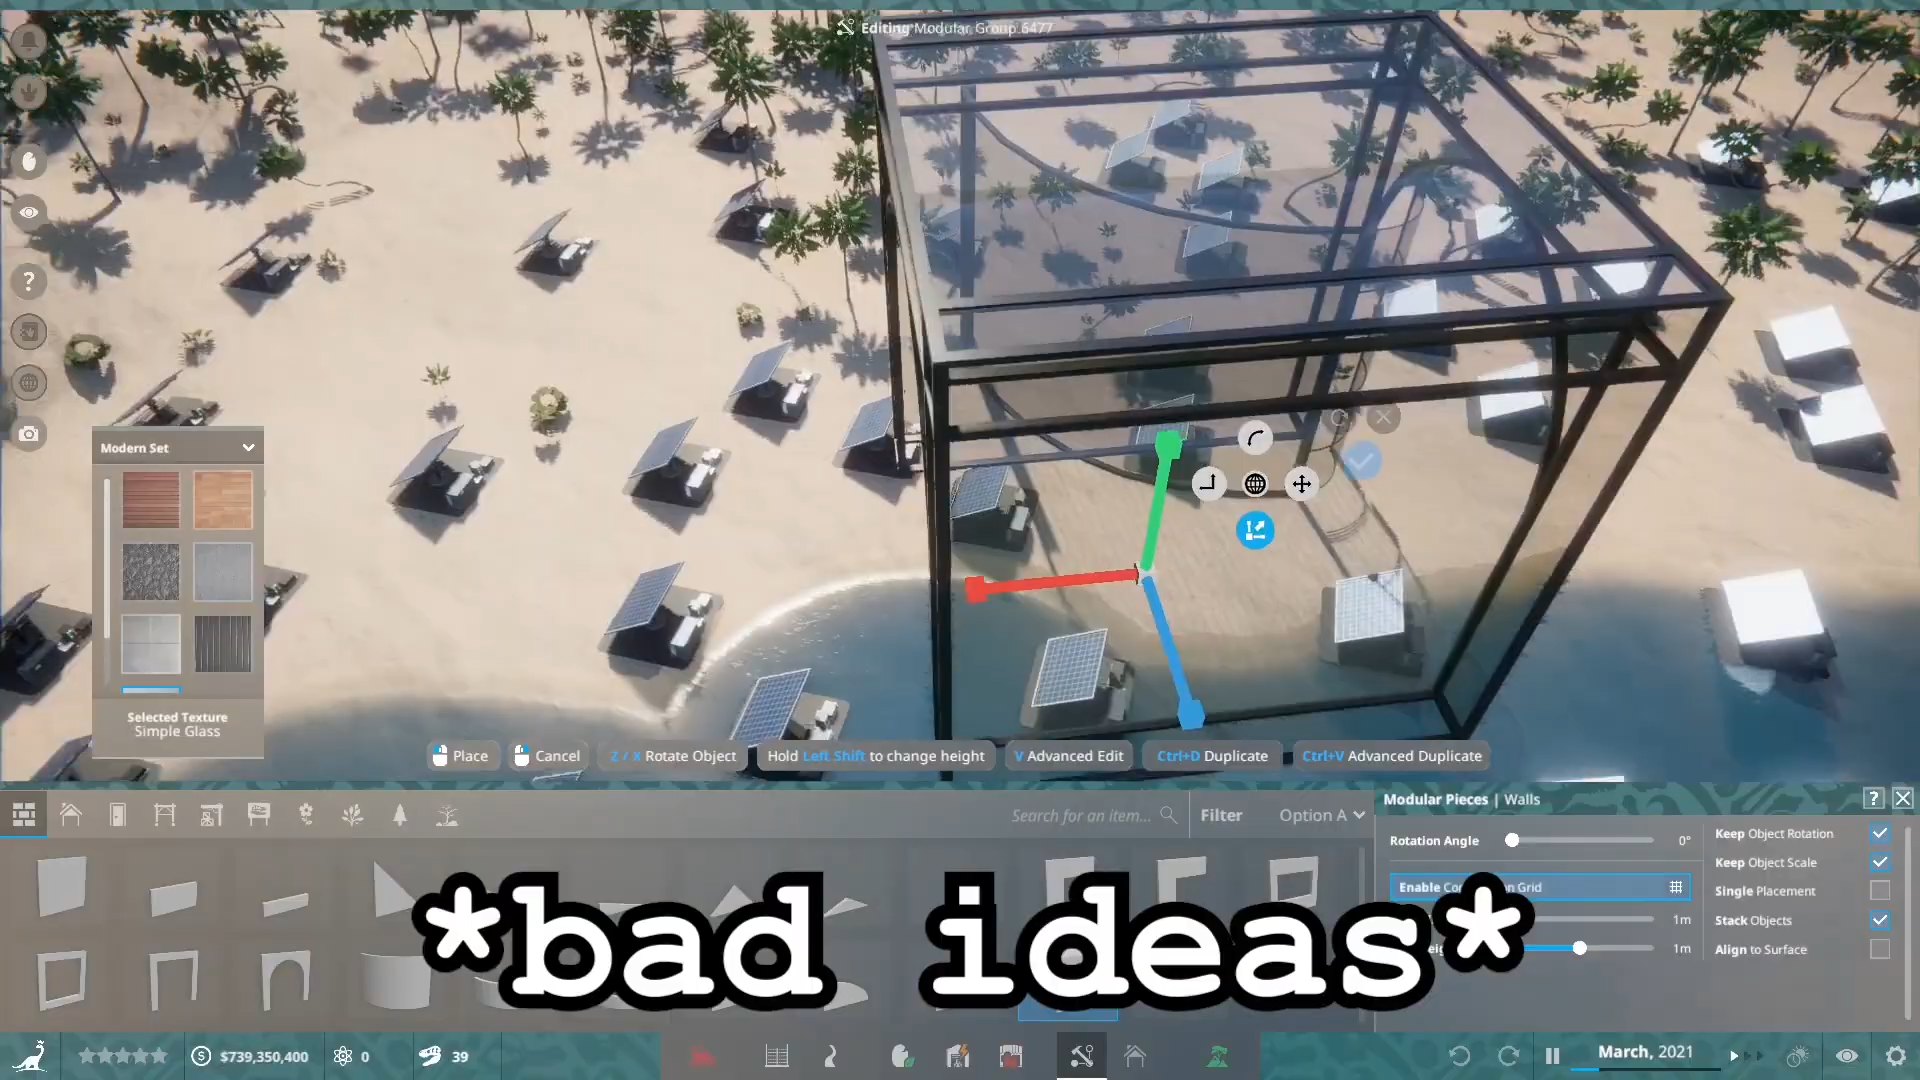 Editing Modular Group 6477
Modern Set
Selected Texture
Simple Glass
Place
Cancel
Z / X Rotate Object
Hold Left Shift to change height
V Advanced Edit
Ctrl+D Duplicate
Ctrl+V Advanced Duplicate
Search for an item...
Filter
Option A
Modular Pieces | Walls
?
Rotation Angle
0°
Enable
Grid
1m
1m
Keep Object Rotation
Keep Object Scale
Single Placement
Stack Objects
Align to Surface
*bad ideas*
$739,350,400
0
39
March, 2021